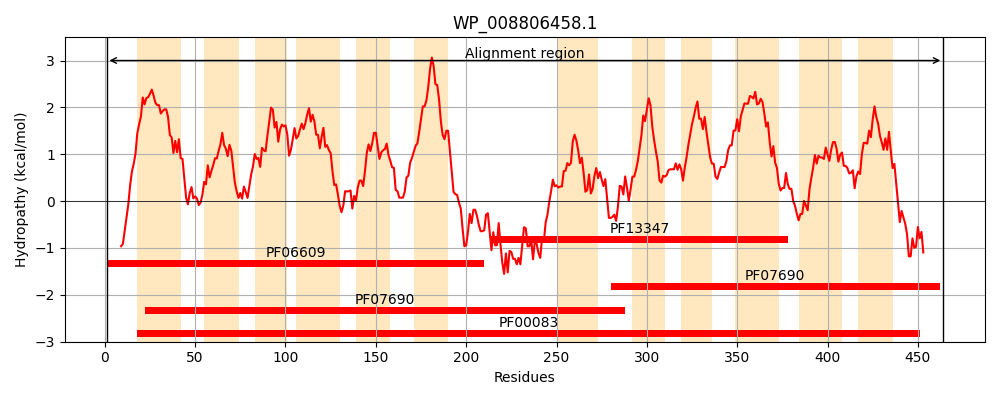 WP_008806458.1
Alignment region
3
2
1
0
−1
−2
−3
Hydropathy (kcal/mol)
PF13347
PF06609
PF07690
PF07690
PF00083
0 50 100 150 200 250 300 350 400 450
Residues